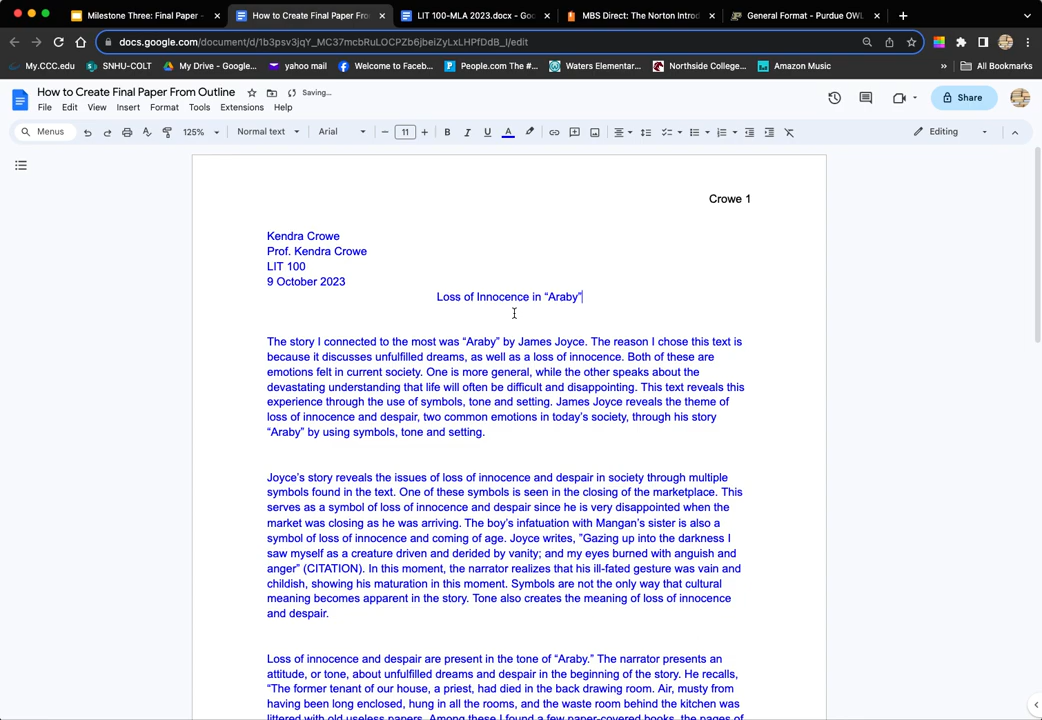 Milestone Three: Final Paper -
How to Create Final Paper Fro
LIT 100-MLA 2023.docx - Goo
MBS Direct: The Norton Introd
General Format - Purdue OWL
docs.google.com/document/d/1b3psv3jqY_MC37mcbRuLOCPZb6jbeiZyLxLHPfDdB_I/edit
My.CCC.edu
SNHU-COLT
My Drive - Google...
yahoo mail
Welcome to Faceb...
People.com The #...
Waters Elementar...
Northside College...
Amazon Music
»
All Bookmarks
How to Create Final Paper From Outline
Saving...
File Edit View Insert Format Tools Extensions Help
Share
Menus
125%
Normal text
Arial
11
B I U A
Editing
Crowe 1
Kendra Crowe
Prof. Kendra Crowe
LIT 100
9 October 2023
Loss of Innocence in “Araby”
The story I connected to the most was “Araby” by James Joyce. The reason I chose this text is
because it discusses unfulfilled dreams, as well as a loss of innocence. Both of these are
emotions felt in current society. One is more general, while the other speaks about the
devastating understanding that life will often be difficult and disappointing. This text reveals this
experience through the use of symbols, tone and setting. James Joyce reveals the theme of
loss of innocence and despair, two common emotions in today’s society, through his story
“Araby” by using symbols, tone and setting.
Joyce’s story reveals the issues of loss of innocence and despair in society through multiple
symbols found in the text. One of these symbols is seen in the closing of the marketplace. This
serves as a symbol of loss of innocence and despair since he is very disappointed when the
market was closing as he was arriving. The boy’s infatuation with Mangan’s sister is also a
symbol of loss of innocence and coming of age. Joyce writes, ”Gazing up into the darkness I
saw myself as a creature driven and derided by vanity; and my eyes burned with anguish and
anger” (CITATION). In this moment, the narrator realizes that his ill-fated gesture was vain and
childish, showing his maturation in this moment. Symbols are not the only way that cultural
meaning becomes apparent in the story. Tone also creates the meaning of loss of innocence
and despair.
Loss of innocence and despair are present in the tone of “Araby.” The narrator presents an
attitude, or tone, about unfulfilled dreams and despair in the beginning of the story. He recalls,
“The former tenant of our house, a priest, had died in the back drawing room. Air, musty from
having been long enclosed, hung in all the rooms, and the waste room behind the kitchen was
littered with old useless papers. Among these I found a few paper-covered books, the pages of